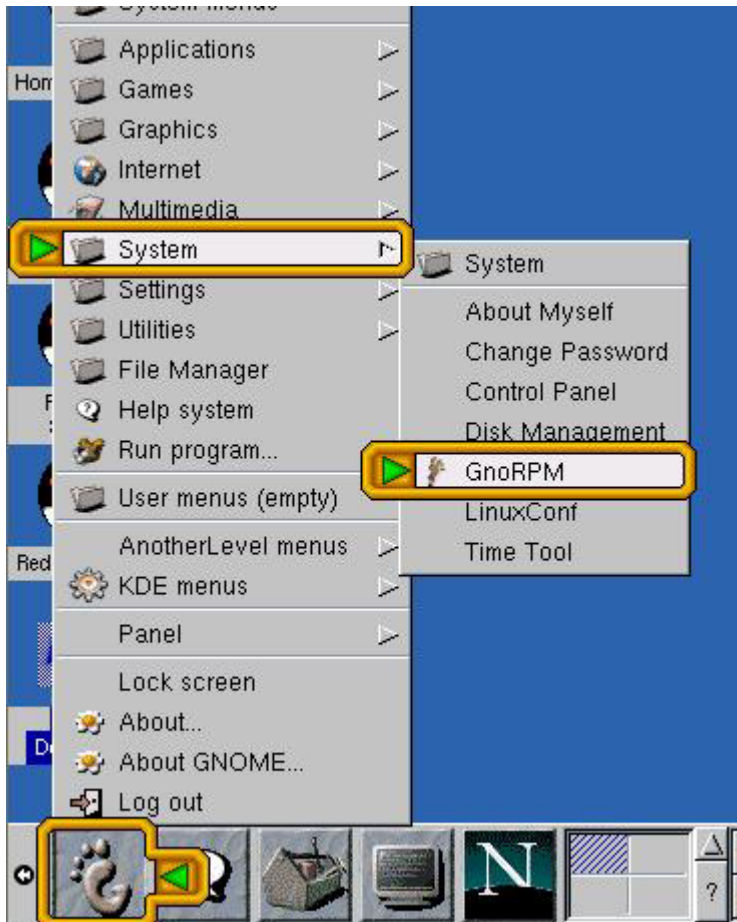 System menus
Applications
Games
Graphics
Internet
Multimedia
System
Settings
Utilities
File Manager
Help system
Run program...
User menus (empty)
AnotherLevel menus
KDE menus
Panel
Lock screen
About...
About GNOME...
Log out
System
About Myself
Change Password
Control Panel
Disk Management
GnoRPM
LinuxConf
Time Tool
Hom
F
Red
D
N
?